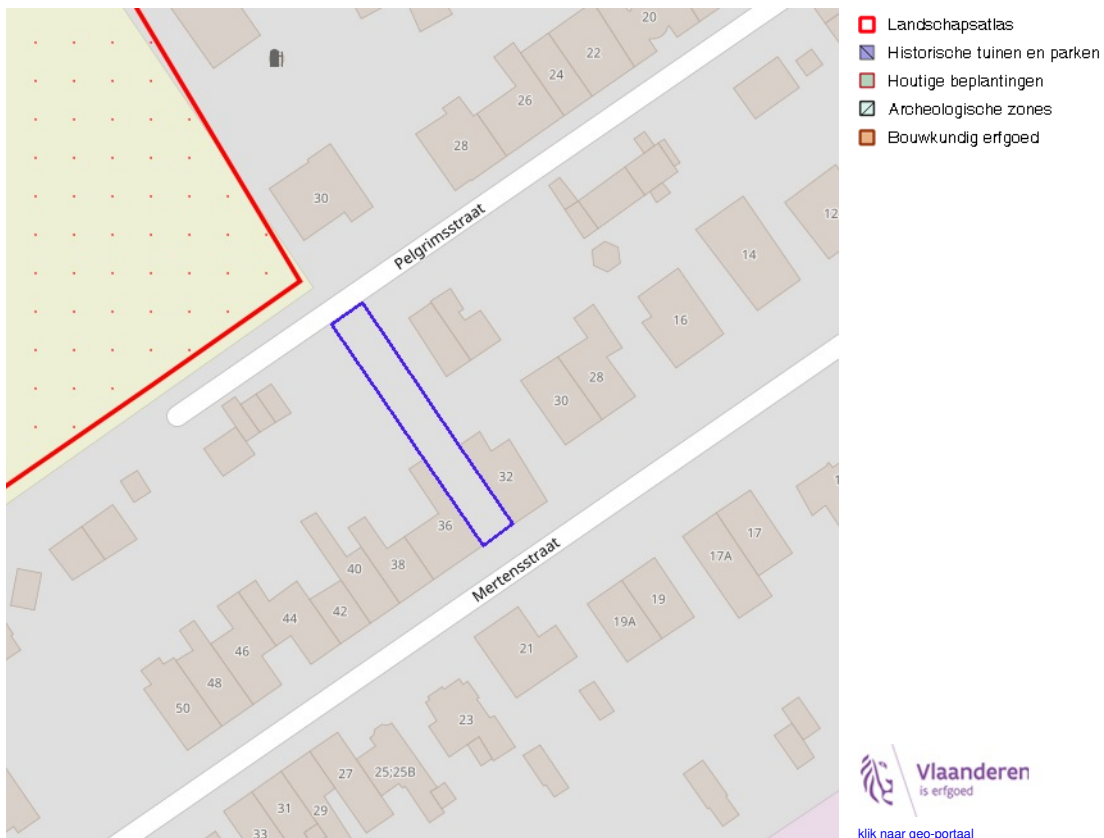 Landschapsatlas
Historische tuinen en parken
Houtige beplantingen
Archeologische zones
Bouwkundig erfgoed
20
22
24
26
28
30
Pelgrimsstraat
12
14
16
28
30
32
36
38
40
42
44
46
48
50
Mertensstraat
17
17A
19
19A
21
23
25;25B
27
29
31
33
Vlaanderen
is erfgoed
klik naar geo-portaal